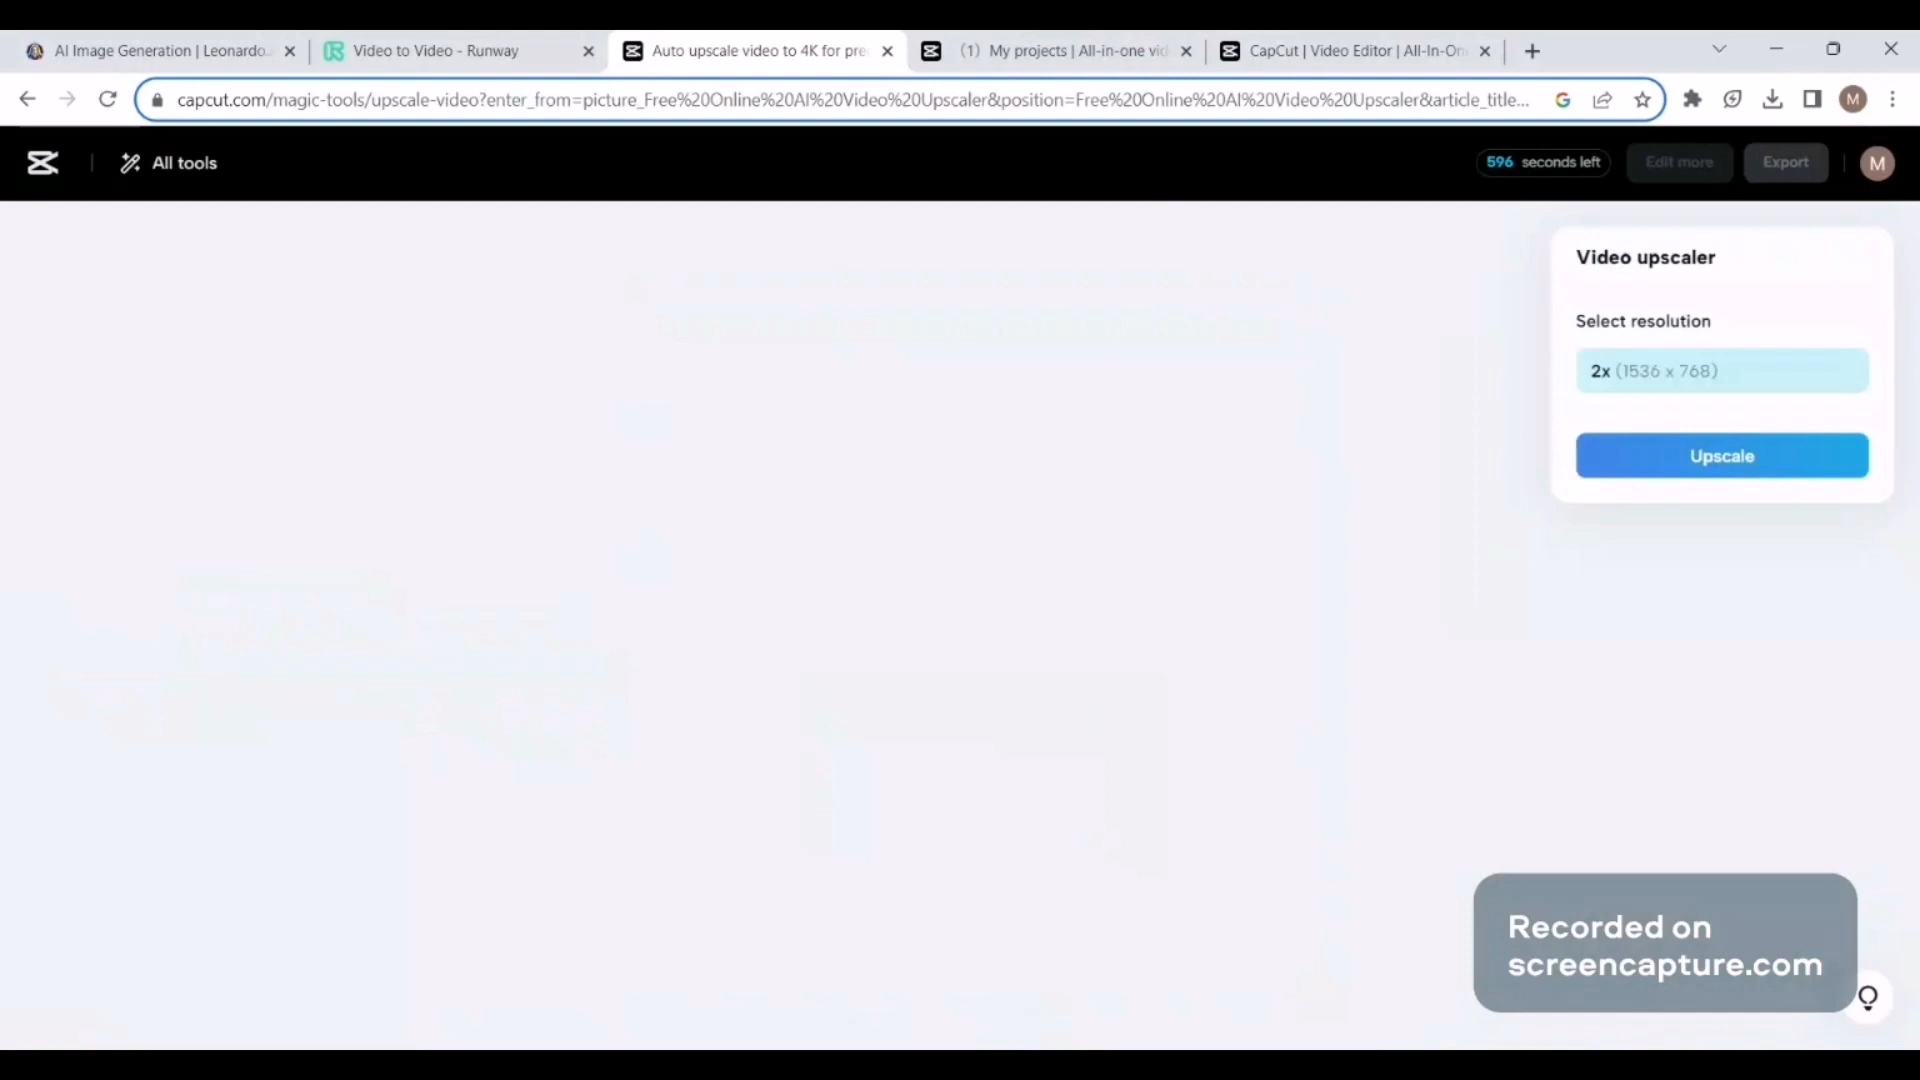 AI Image Generation | Leonardo.
Video to Video - Runway
Auto upscale video to 4K for pre
(1) My projects | All-in-one vid
CapCut | Video Editor | All-In-On
capcut.com/magic-tools/upscale-video?enter_from=picture_Free%20Online%20AI%20Video%20Upscaler&position=Free%20Online%20AI%20Video%20Upscaler&article_title...
M
All tools
596 seconds left
Edit more
Export
M
Video upscaler
Select resolution
2x (1536 x 768)
Upscale
Recorded on
screencapture.com